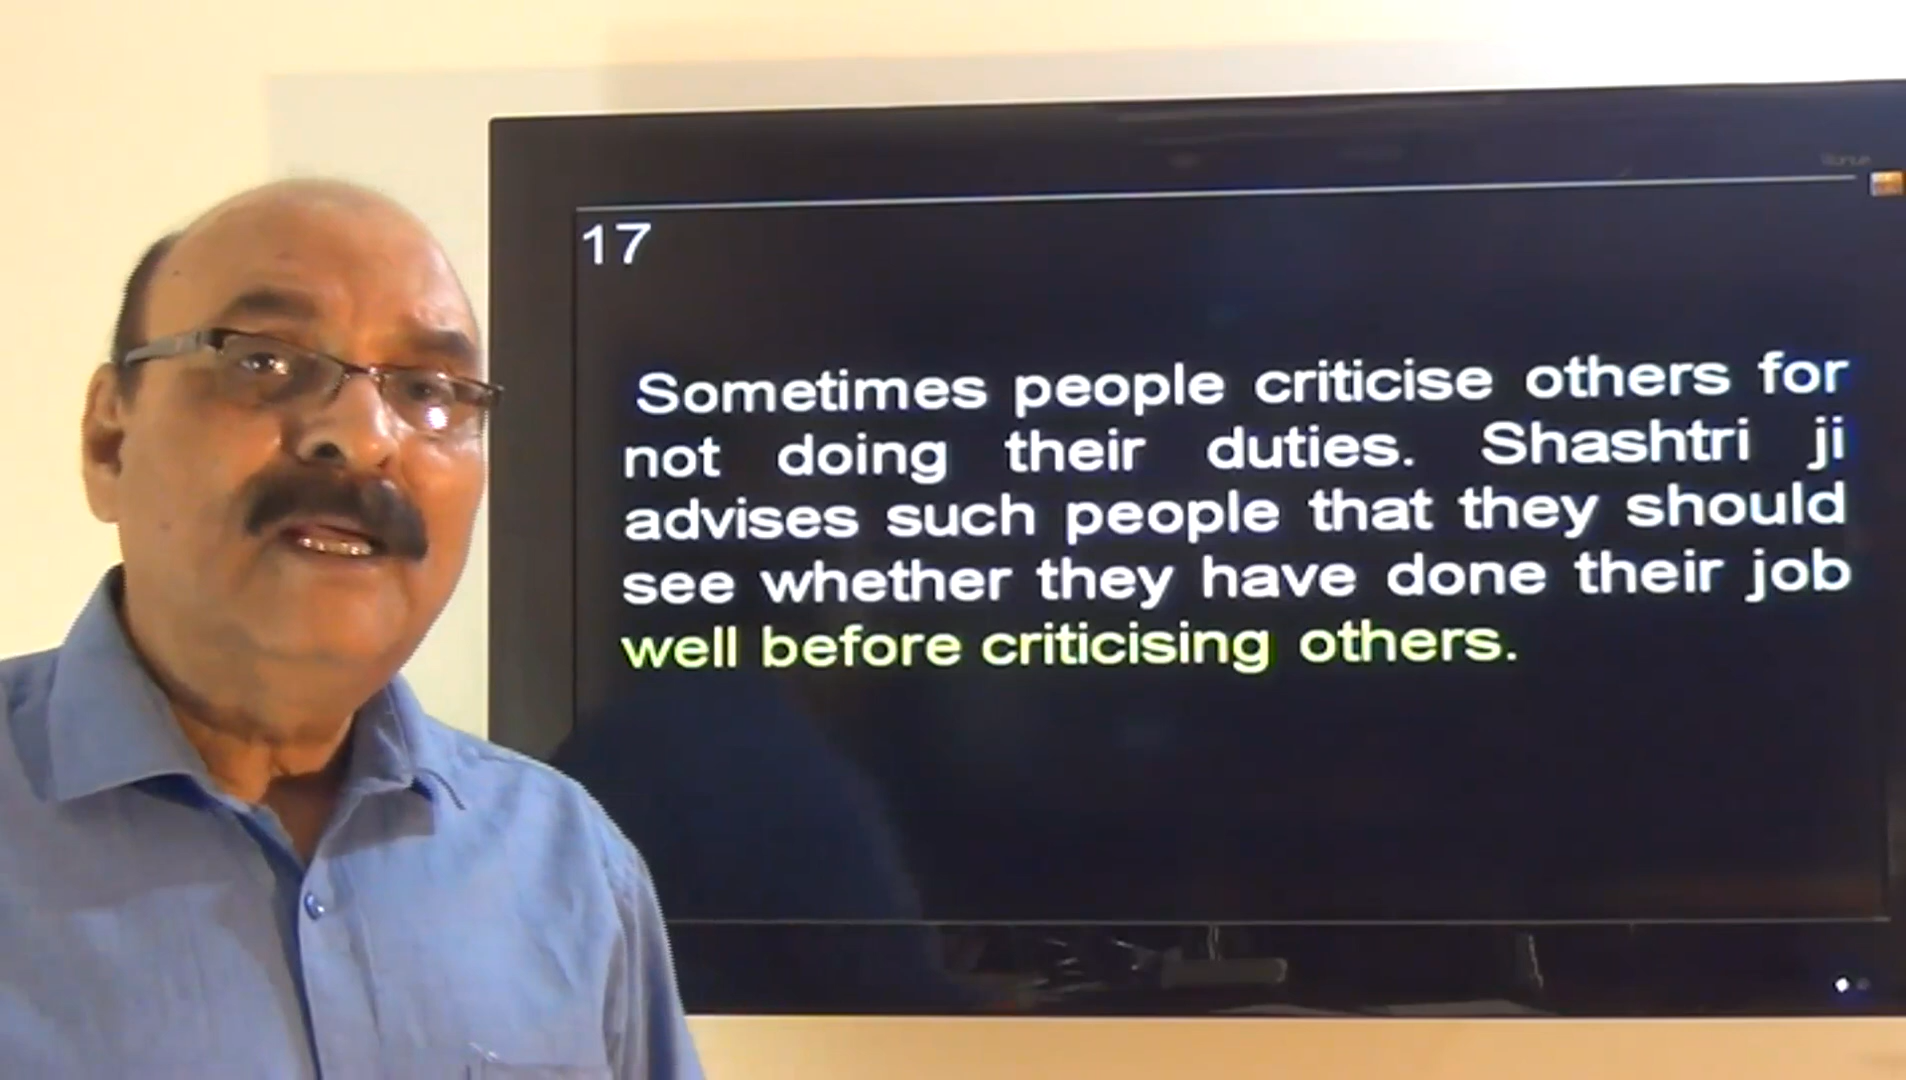 17
Sometimes people criticise others for
not doing their duties. Shashtri ji
advises such people that they should
see whether they have done their job
well before criticising others.